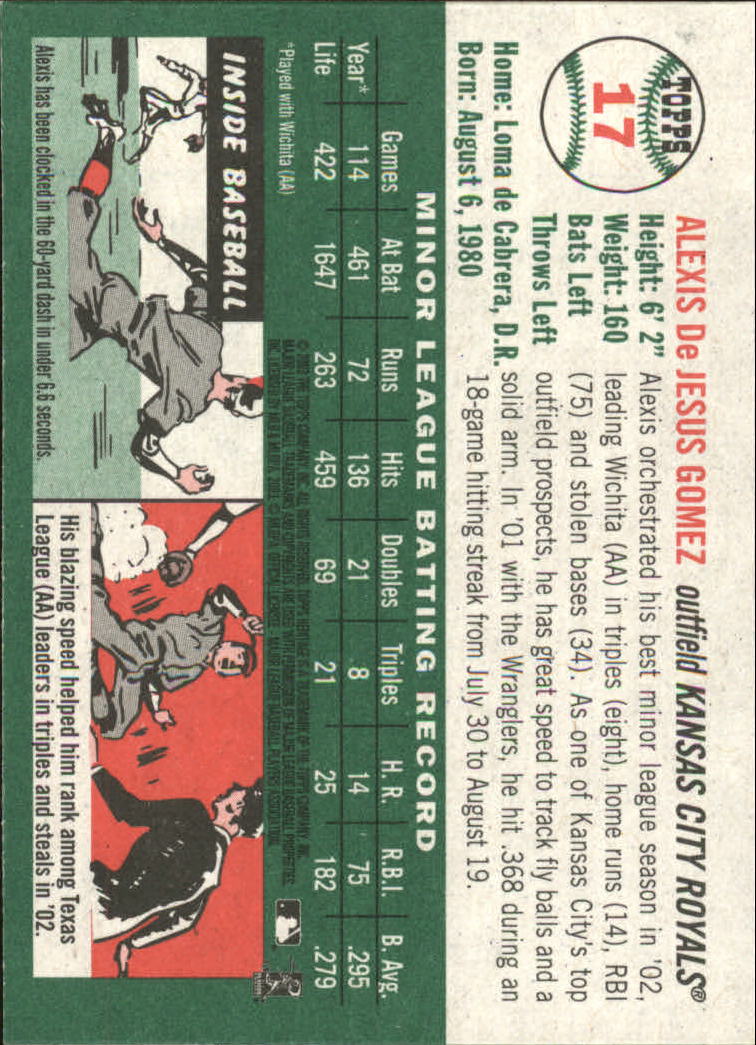 TOPPS
17
ALEXIS De JESUS GOMEZ outfield KANSAS CITY ROYALS®
Height: 6' 2"
Weight: 160
Bats Left
Throws Left
Home: Loma de Cabrera, D.R.
Born: August 6, 1980
Alexis orchestrated his best minor league season in '02,
leading Wichita (AA) in triples (eight), home runs (14), RBI
(75) and stolen bases (34). As one of Kansas City's top
outfield prospects, he has great speed to track fly balls and a
solid arm. In '01 with the Wranglers, he hit .368 during an
18-game hitting streak from July 30 to August 19.
MINOR LEAGUE BATTING RECORD
Games At Bat Runs Hits Doubles Triples H. R. R.B.I. B. Avg.
Year* 114 461 72 136 21 8 14 75 .295
Life 422 1647 263 459 69 21 25 182 .279
*Played with Wichita (AA)
INSIDE BASEBALL
Alexis has been clocked in the 60-yard dash in under 6.6 seconds.
His blazing speed helped him rank among Texas
League (AA) leaders in triples and steals in '02.